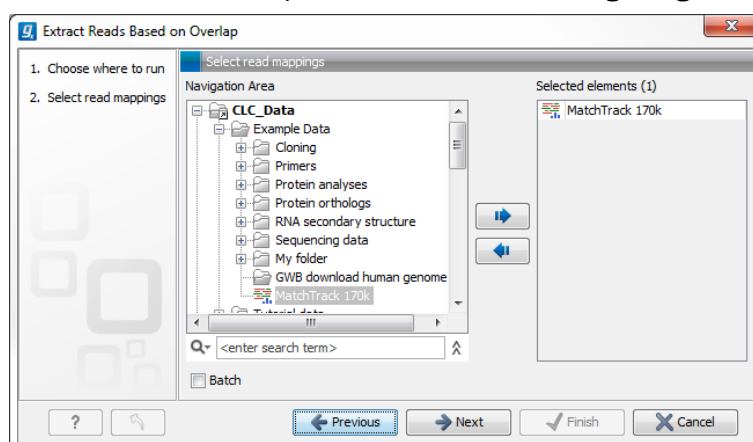 Extract Reads Based on Overlap
1. Choose where to run
2. Select read mappings
Select read mappings
Navigation Area
CLC_Data
Example Data
Cloning
Primers
Protein analyses
Protein orthologs
RNA secondary structure
Sequencing data
My folder
GWB download human genome
MatchTrack 170k
Tutorial data
<enter search term>
Batch
Selected elements (1)
MatchTrack 170k
?
Previous
Next
Finish
Cancel